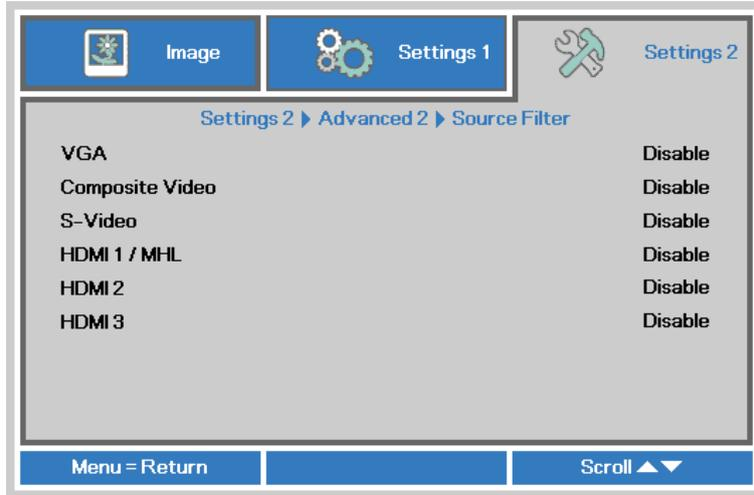 Image
Settings 1
Settings 2
Settings 2 ▶ Advanced 2 ▶ Source Filter
VGA Disable
Composite Video Disable
S-Video Disable
HDMI 1 / MHL Disable
HDMI 2 Disable
HDMI 3 Disable
Menu = Return
Scroll ▲▼